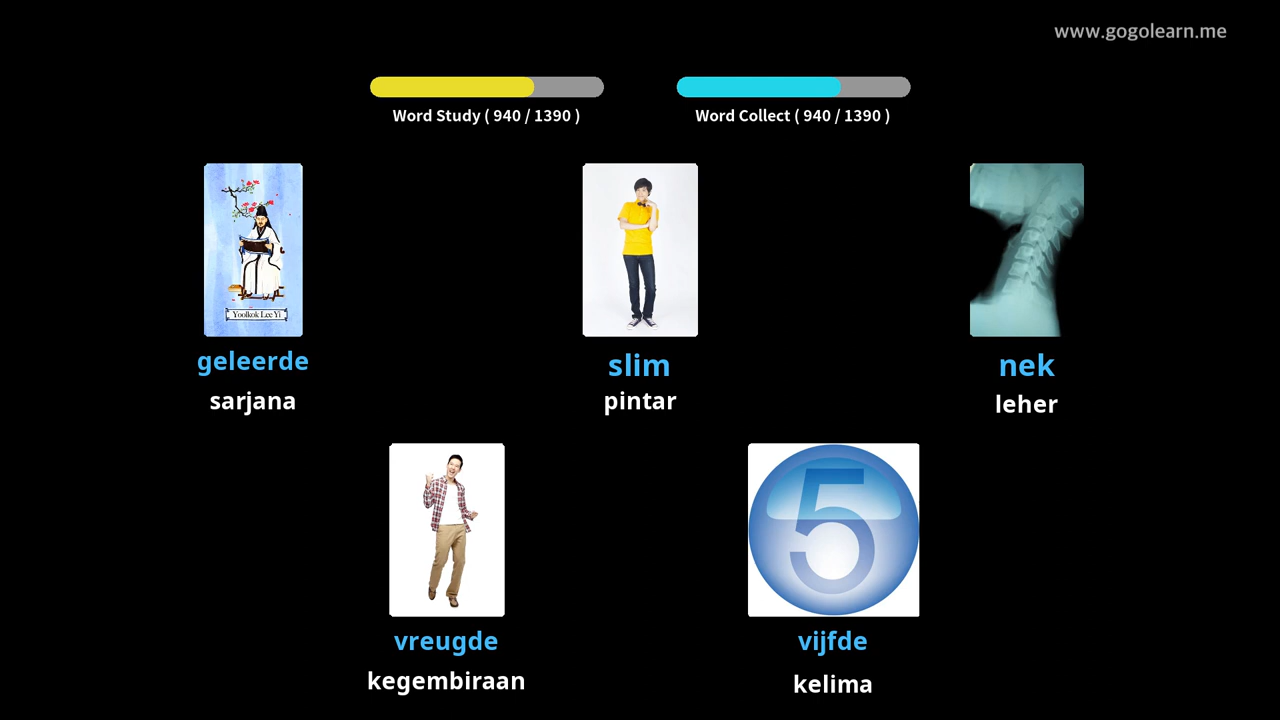 www.gogolearn.me
Word Study ( 940 / 1390 )
Word Collect ( 940 / 1390 )
Yoolkok Lee Yi
geleerde
sarjana
slim
pintar
nek
leher
5
vreugde
kegembiraan
vijfde
kelima